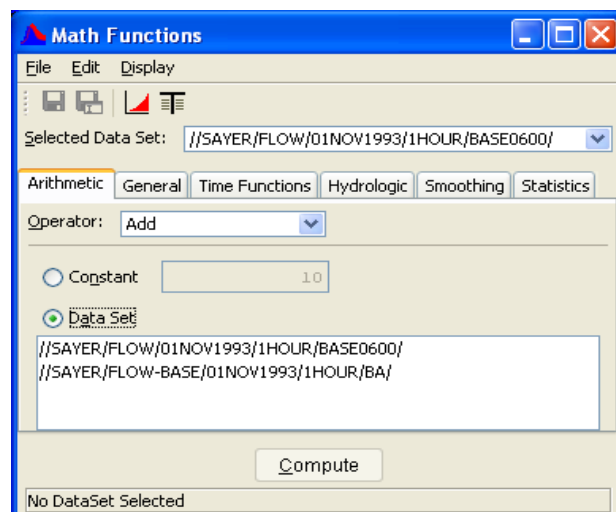 Math Functions
File Edit Display
Selected Data Set: //SAYER/FLOW/01NOV1993/1HOUR/BASE0600/
Arithmetic General Time Functions Hydrologic Smoothing Statistics
Operator: Add
Constant 10
Data Set
//SAYER/FLOW/01NOV1993/1HOUR/BASE0600/
//SAYER/FLOW-BASE/01NOV1993/1HOUR/BA/
Compute
No DataSet Selected